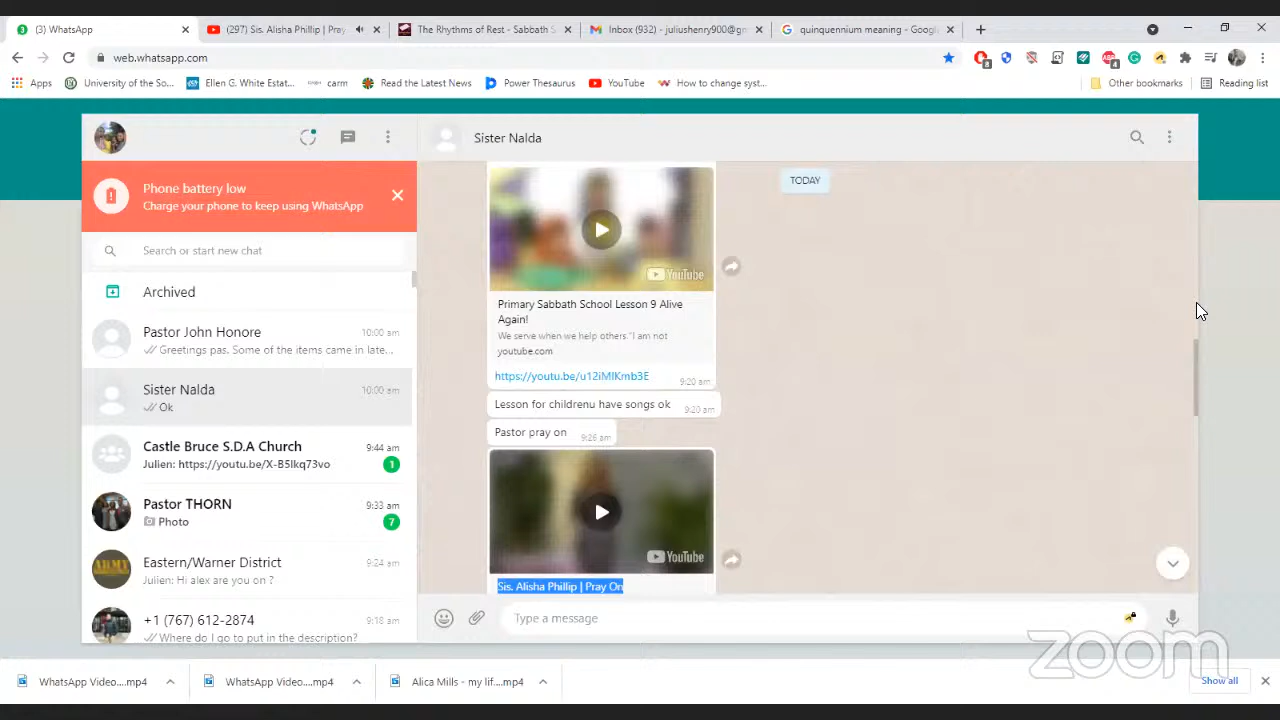 (3) WhatsApp
(297) Sis. Alisha Phillip | Pray
The Rhythms of Rest - Sabbath S
Inbox (932) - juliushenry900@gm
quinquennium meaning - Google
web.whatsapp.com
Apps
University of the So...
Ellen G. White Estat...
carm
Read the Latest News
Power Thesaurus
YouTube
How to change syst...
Other bookmarks
Reading list
Sister Nalda
Phone battery low
Charge your phone to keep using WhatsApp
Search or start new chat
Archived
Pastor John Honore
10:00 am
Greetings pas. Some of the items came in late...
Sister Nalda
10:00 am
Ok
Castle Bruce S.D.A Church
9:44 am
Julien: https://youtu.be/X-B5lkq73vo
1
Pastor THORN
9:33 am
Photo
7
Eastern/Warner District
9:24 am
Julien: Hi alex are you on ?
+1 (767) 612-2874
9:18 am
Where do I go to put in the description?
TODAY
YouTube
Primary Sabbath School Lesson 9 Alive
Again!
We serve when we help others "I am not
youtube.com
https://youtu.be/u12iMlKmb3E
9:20 am
Lesson for childrenu have songs ok
9:20 am
Pastor pray on
9:26 am
YouTube
Sis. Alisha Phillip | Pray On
Type a message
zoom
WhatsApp Video....mp4
WhatsApp Video....mp4
Alica Mills - my lif....mp4
Show all